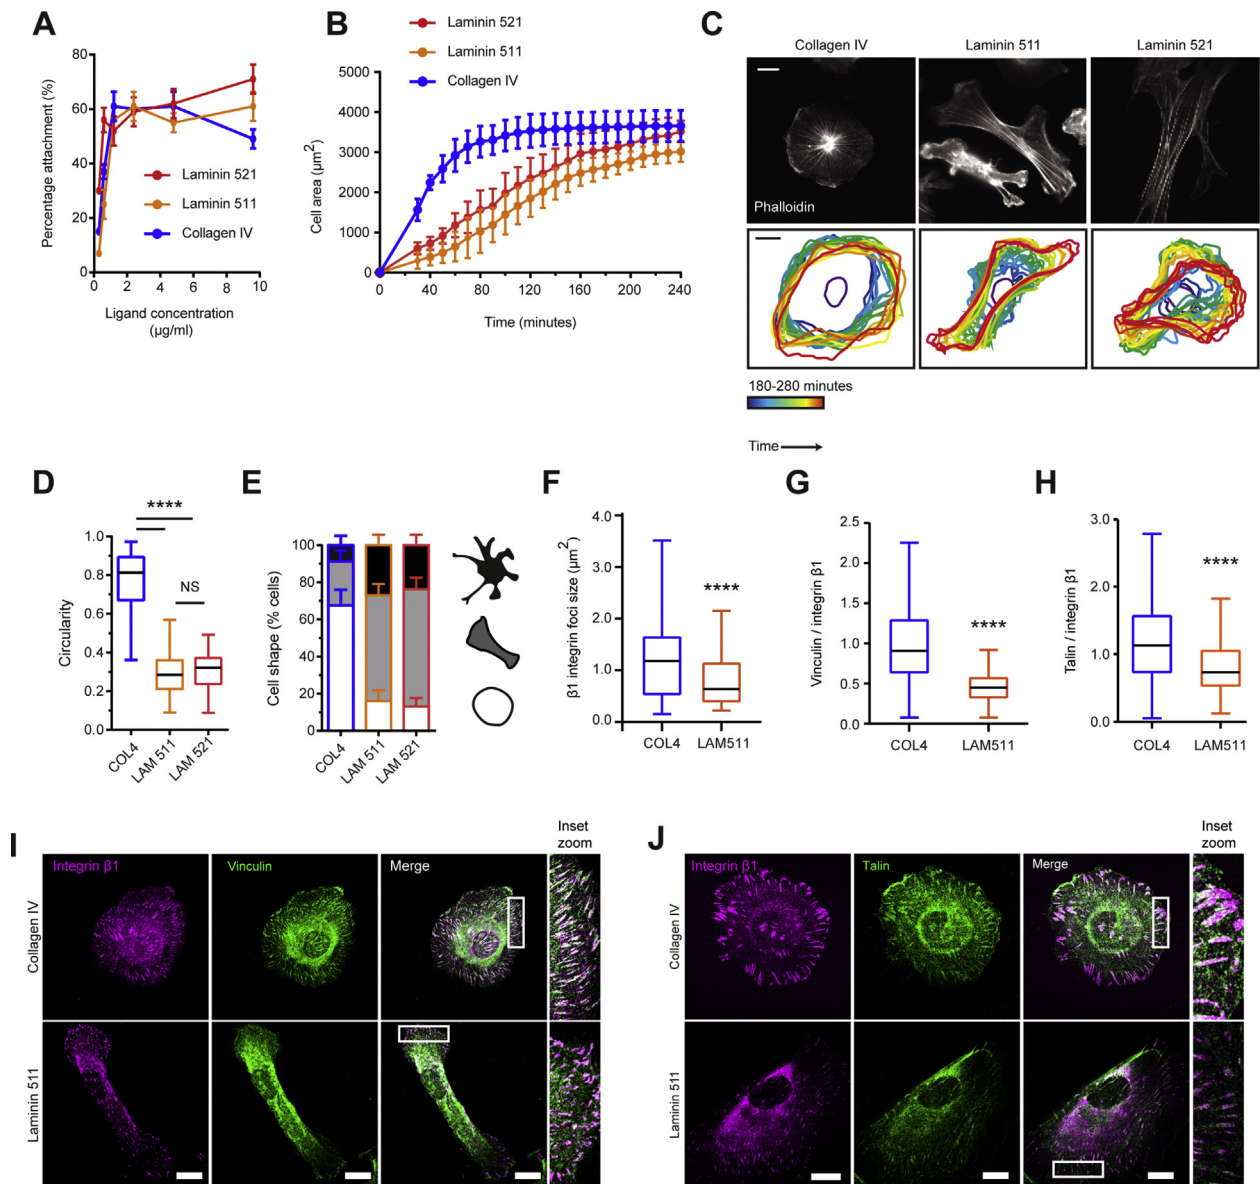 A
Percentage attachment (%)
80
60
40
20
0
0 2 4 6 8 10
Ligand concentration
(µg/ml)
Laminin 521
Laminin 511
Collagen IV
B
Laminin 521
Laminin 511
Collagen IV
Cell area (µm²)
5000
4000
3000
2000
1000
0
0 40 80 120 160 200 240
Time (minutes)
C
Collagen IV
Laminin 511
Laminin 521
Phalloidin
180-280 minutes
Time
D
****
NS
Circularity
1.0
0.8
0.6
0.4
0.2
0.0
COL4
LAM 511
LAM 521
E
Cell shape (% cells)
100
80
60
40
20
0
COL4
LAM 511
LAM 521
F
β1 integrin foci size (µm²)
4.0
3.0
2.0
1.0
0.0
****
COL4
LAM511
G
Vinculin / integrin β1
2.5
2.0
1.5
1.0
0.5
0.0
****
COL4
LAM511
H
Talin / integrin β1
3.0
2.0
1.0
0.0
****
COL4
LAM511
I
Integrin β1
Vinculin
Merge
Inset
zoom
Collagen IV
Laminin 511
J
Integrin β1
Talin
Merge
Inset
zoom
Collagen IV
Laminin 511